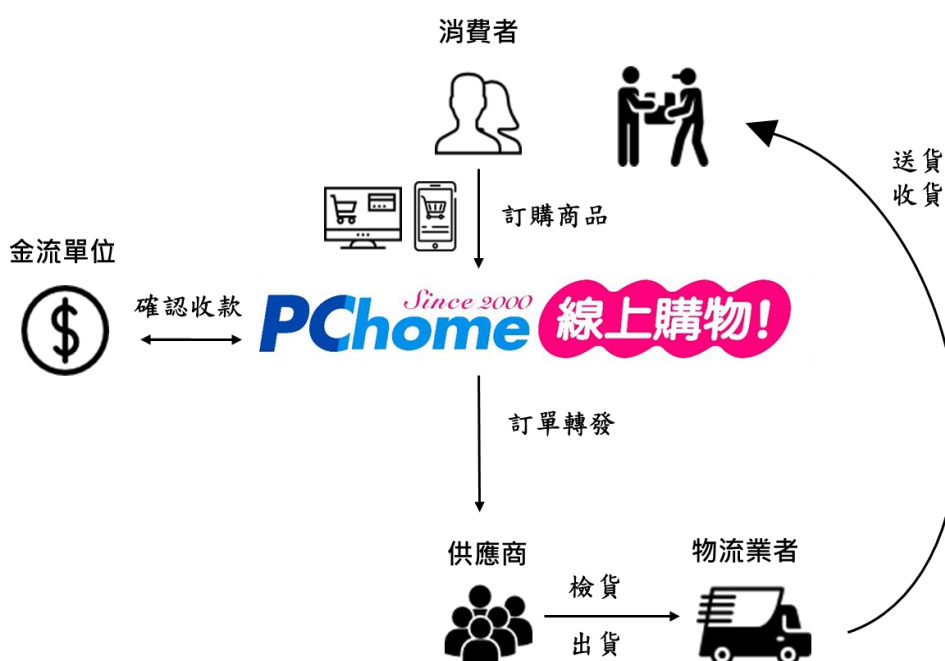 消費者
送貨
收貨
訂購商品
金流單位
確認收款
Since 2000
PChome 線上購物!
訂單轉發
供應商
物流業者
檢貨
出貨